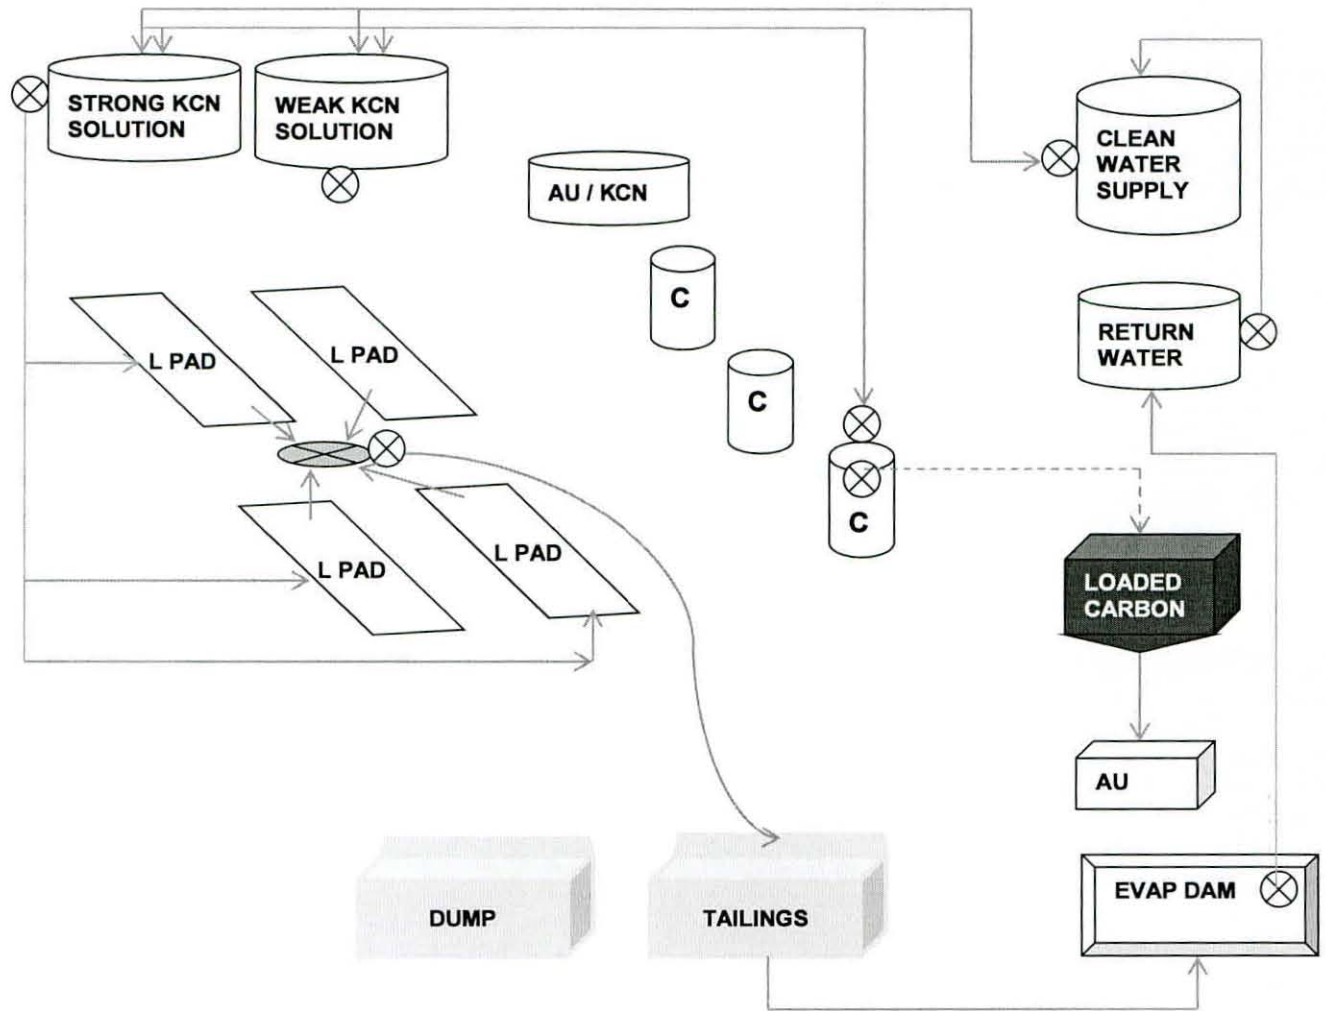 STRONG KCN
SOLUTION
WEAK KCN
SOLUTION
CLEAN
WATER
SUPPLY
AU / KCN
C
RETURN
WATER
L PAD
L PAD
C
C
L PAD
L PAD
LOADED
CARBON
AU
EVAP DAM
DUMP
TAILINGS